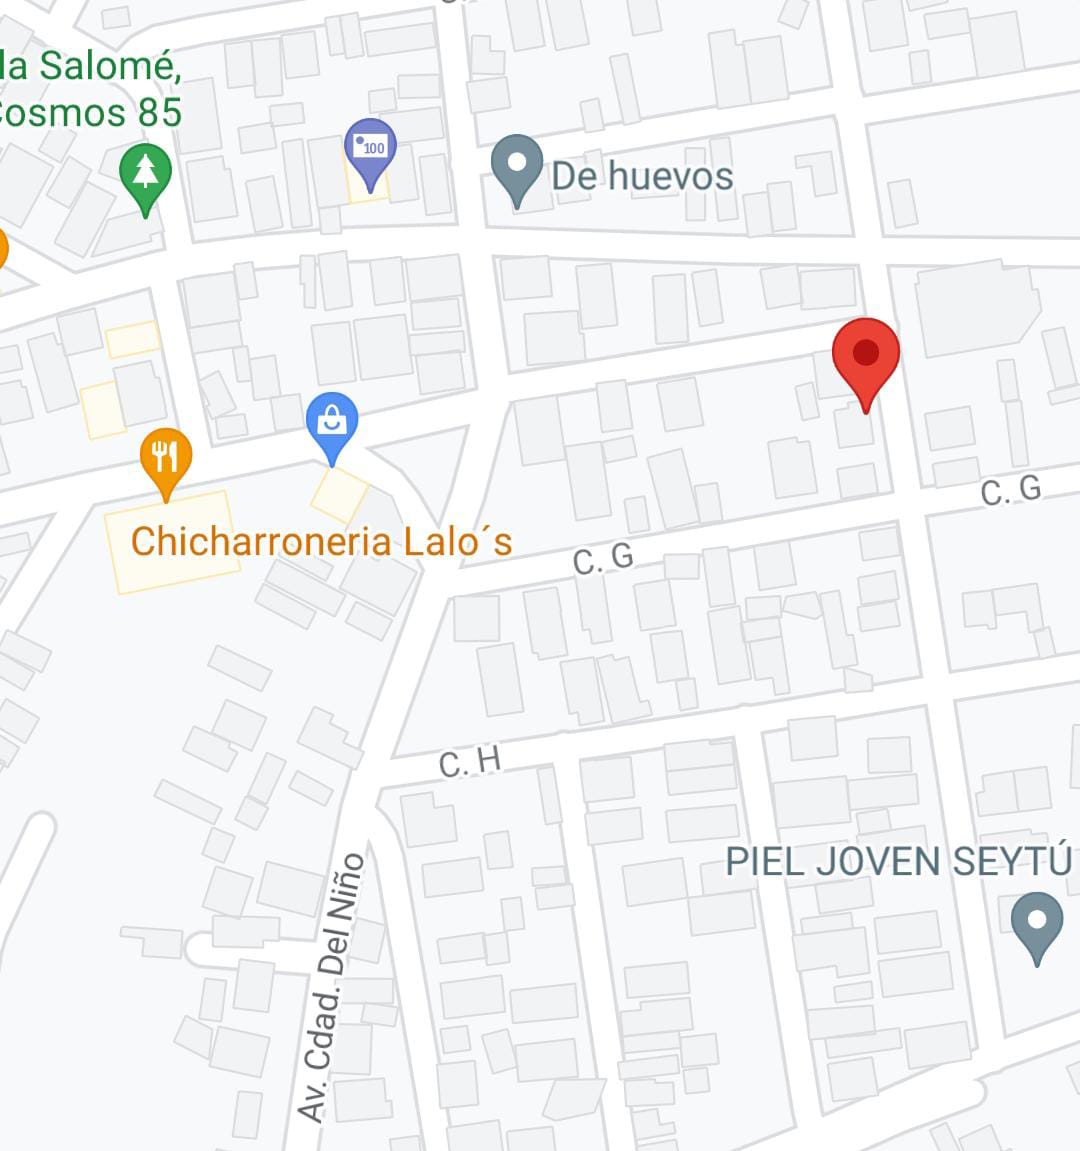 la Salomé,
Cosmos 85
100
De huevos
Chicharroneria Lalo´s
C. G
C. G
C. H
PIEL JOVEN SEYTÚ
Av. Cdad. Del Niño